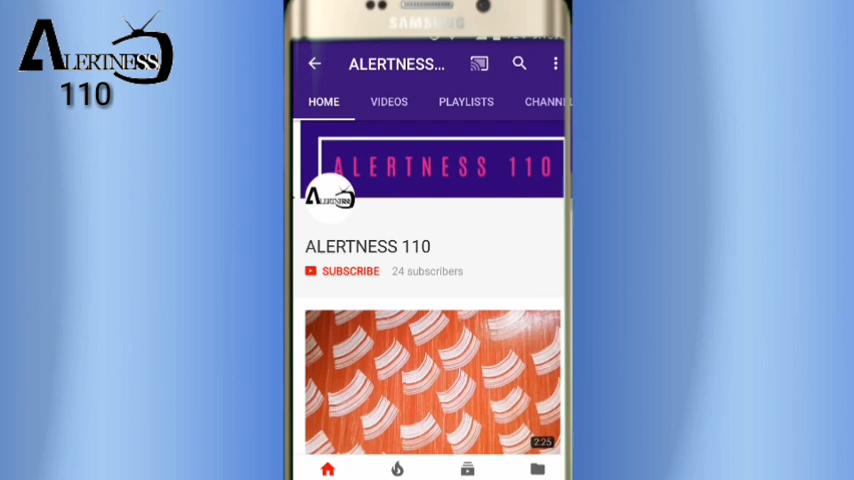 ALERTNESS
110
SAMSUNG
ALERTNESS...
HOME VIDEOS PLAYLISTS CHANNEL
ALERTNESS 110
ALERTNESS
ALERTNESS 110
SUBSCRIBE 24 subscribers
2:25